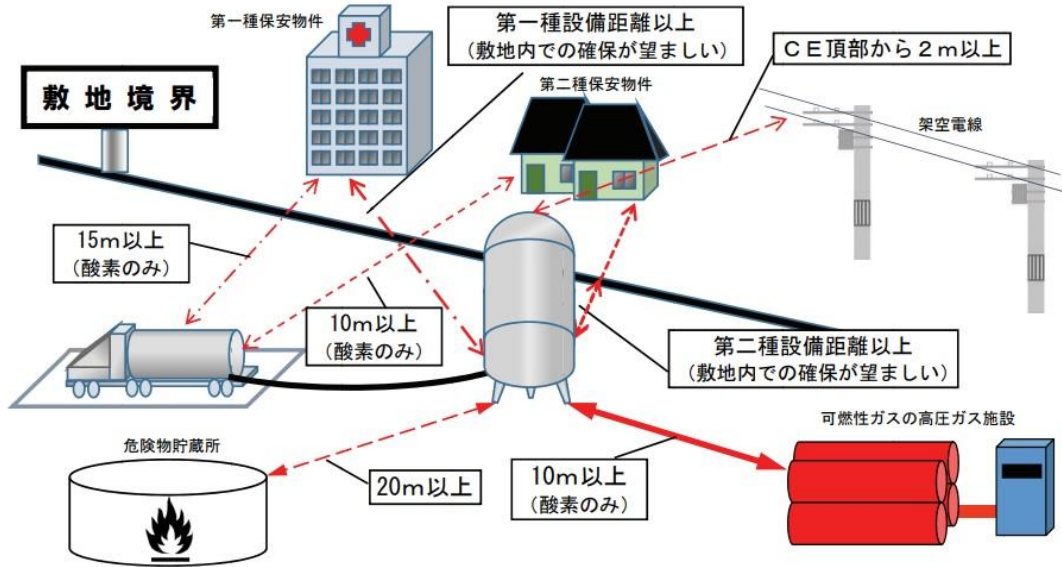 第一種保安物件
第一種設備距離以上
（敷地内での確保が望ましい）
ＣＥ頂部から２ｍ以上
敷地境界
第二種保安物件
架空電線
15ｍ以上
（酸素のみ）
10ｍ以上
（酸素のみ）
第二種設備距離以上
（敷地内での確保が望ましい）
危険物貯蔵所
20ｍ以上
10ｍ以上
（酸素のみ）
可燃性ガスの高圧ガス施設